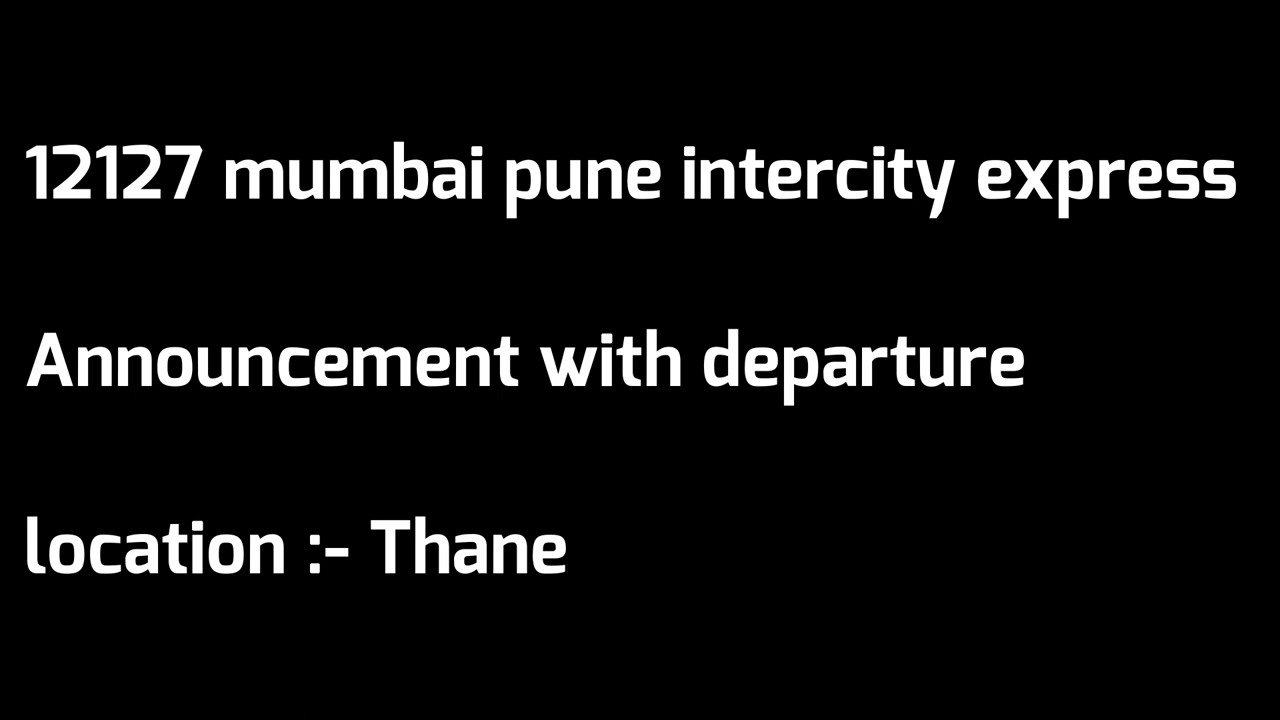 12127 mumbai pune intercity express
Announcement with departure
location :- Thane